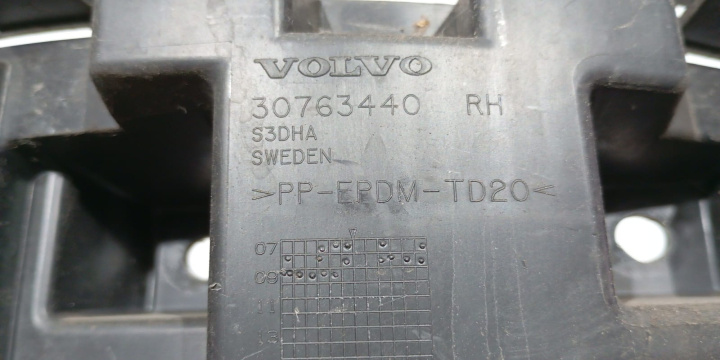 VOLVO
30763440 RH
S3DHA
SWEDEN
>PP-EPDM-TD20<
07
09
11